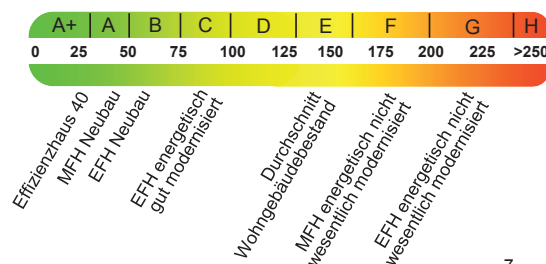 A+ A B C D E F G H
0 25 50 75 100 125 150 175 200 225 >250
Effizienzhaus 40
MFH Neubau
EFH Neubau
EFH energetisch
gut modernisiert
Durchschnitt
Wohngebäudebestand
MFH energetisch nicht
wesentlich modernisiert
EFH energetisch nicht
wesentlich modernisiert
7